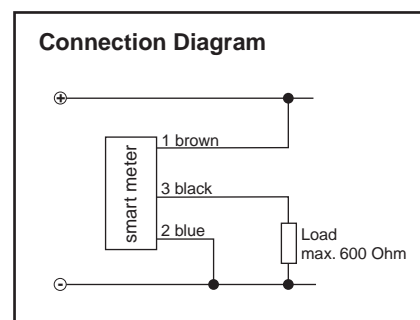 Connection Diagram
+
smart meter
1 brown
3 black
2 blue
Load
max. 600 Ohm
-